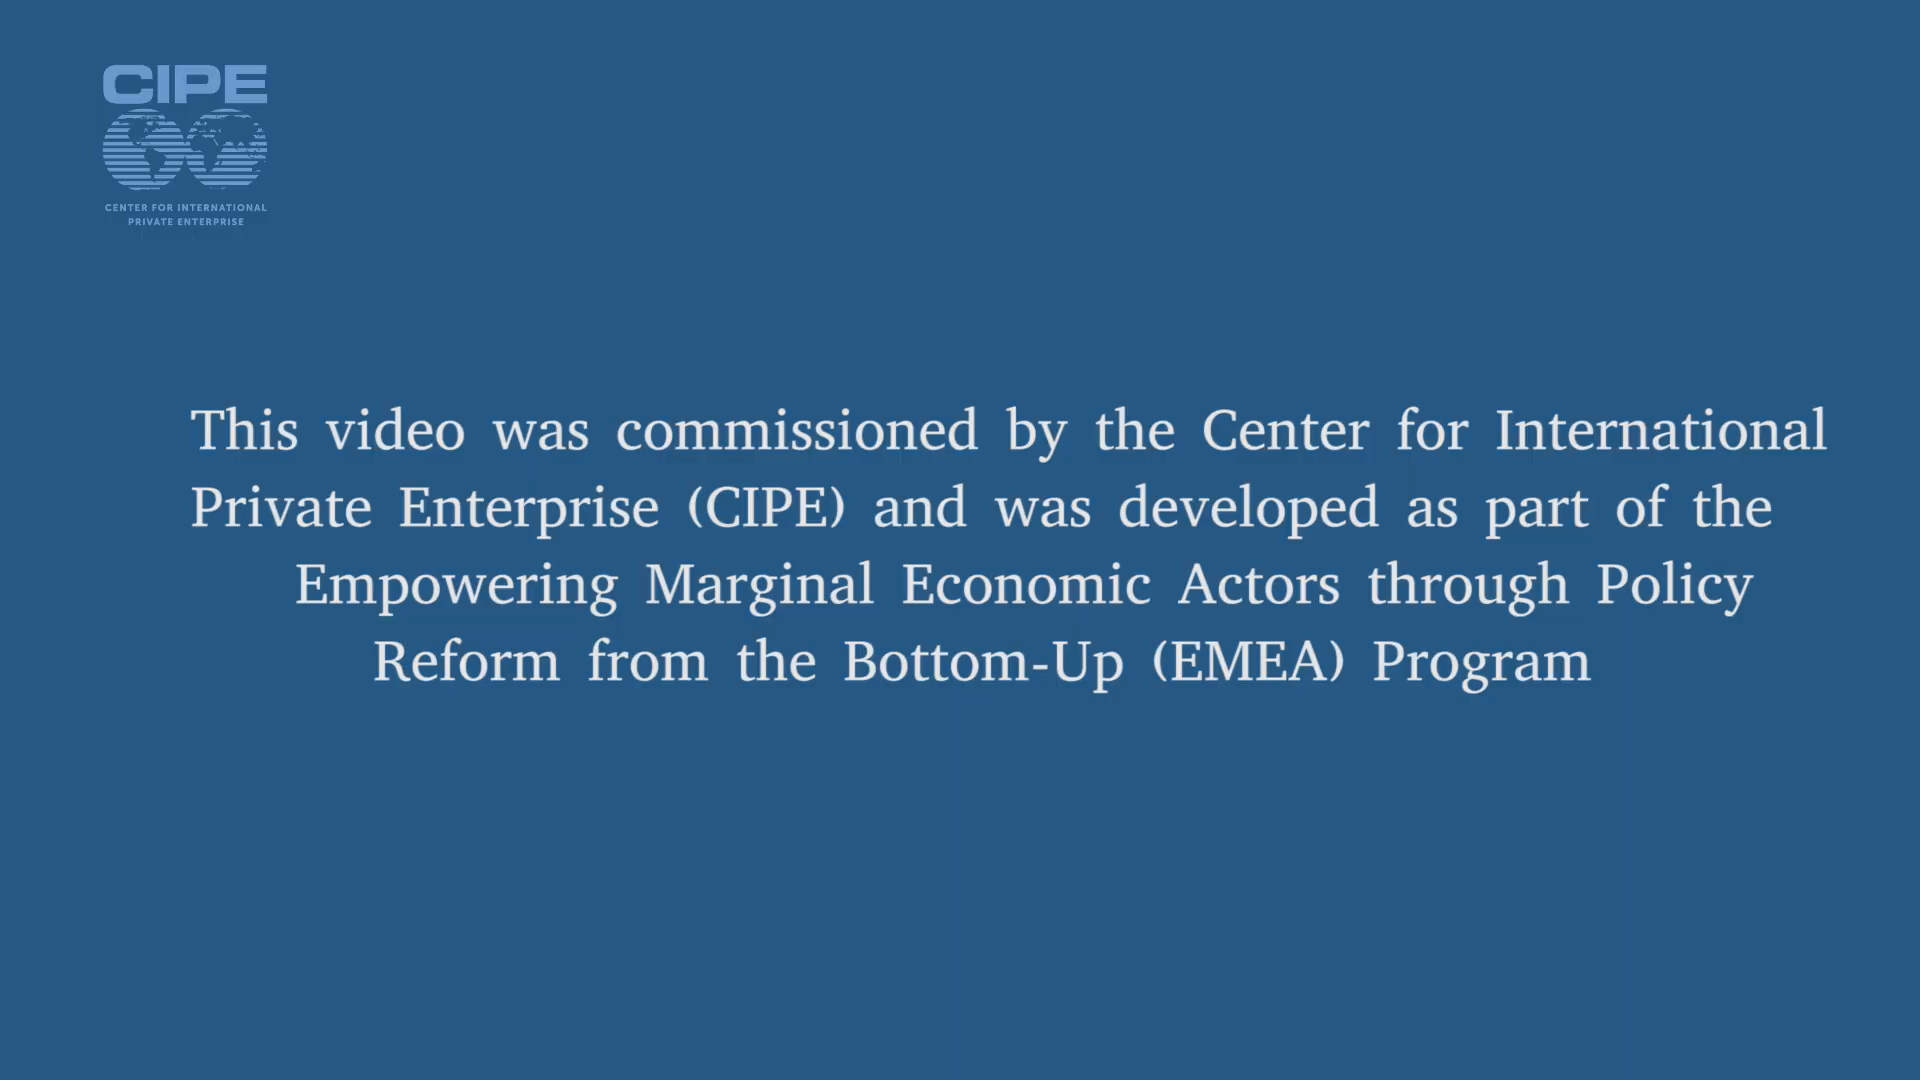 CIPE
CENTER FOR INTERNATIONAL
PRIVATE ENTERPRISE
This video was commissioned by the Center for International
Private Enterprise (CIPE) and was developed as part of the
Empowering Marginal Economic Actors through Policy
Reform from the Bottom-Up (EMEA) Program